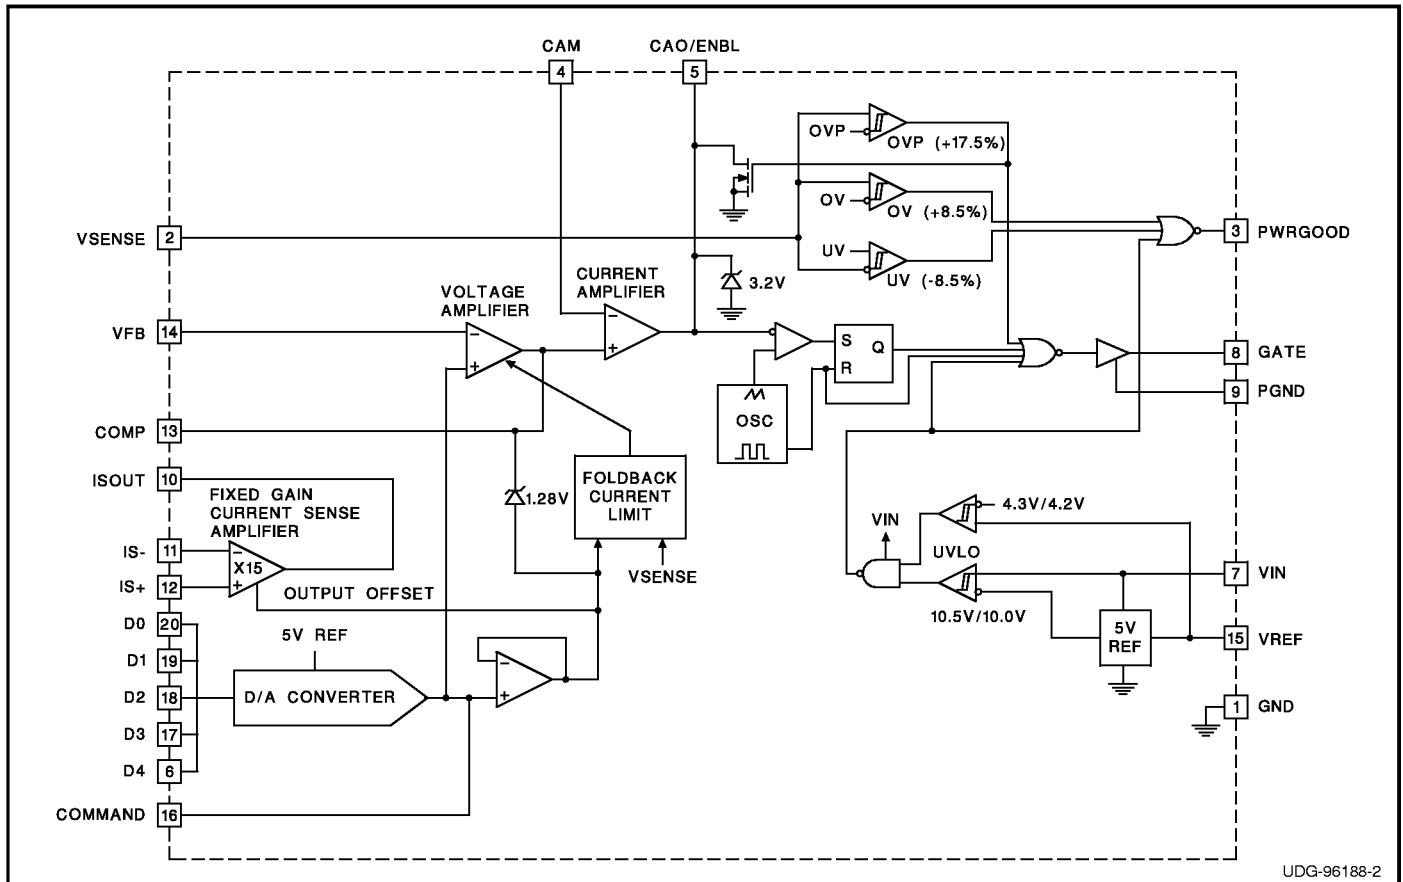 CAM
CAO/ENBL
4
5
OVP
OVP (+17.5%)
OV
OV (+8.5%)
UV
UV (-8.5%)
VSENSE
2
3
PWRGOOD
3.2V
VOLTAGE
AMPLIFIER
CURRENT
AMPLIFIER
VFB
14
-
+
-
+
S
Q
R
8
GATE
9
PGND
OSC
COMP
13
ISOUT
10
1.28V
FOLDBACK
CURRENT
LIMIT
VSENSE
FIXED GAIN
CURRENT SENSE
AMPLIFIER
IS-
11
-
X15
+
IS+
12
OUTPUT OFFSET
4.3V/4.2V
VIN
UVLO
10.5V/10.0V
7
VIN
5V
REF
15
VREF
1
GND
D0
20
D1
19
D2
18
D3
17
D4
6
5V REF
D/A CONVERTER
-
+
COMMAND
16
UDG-96188-2